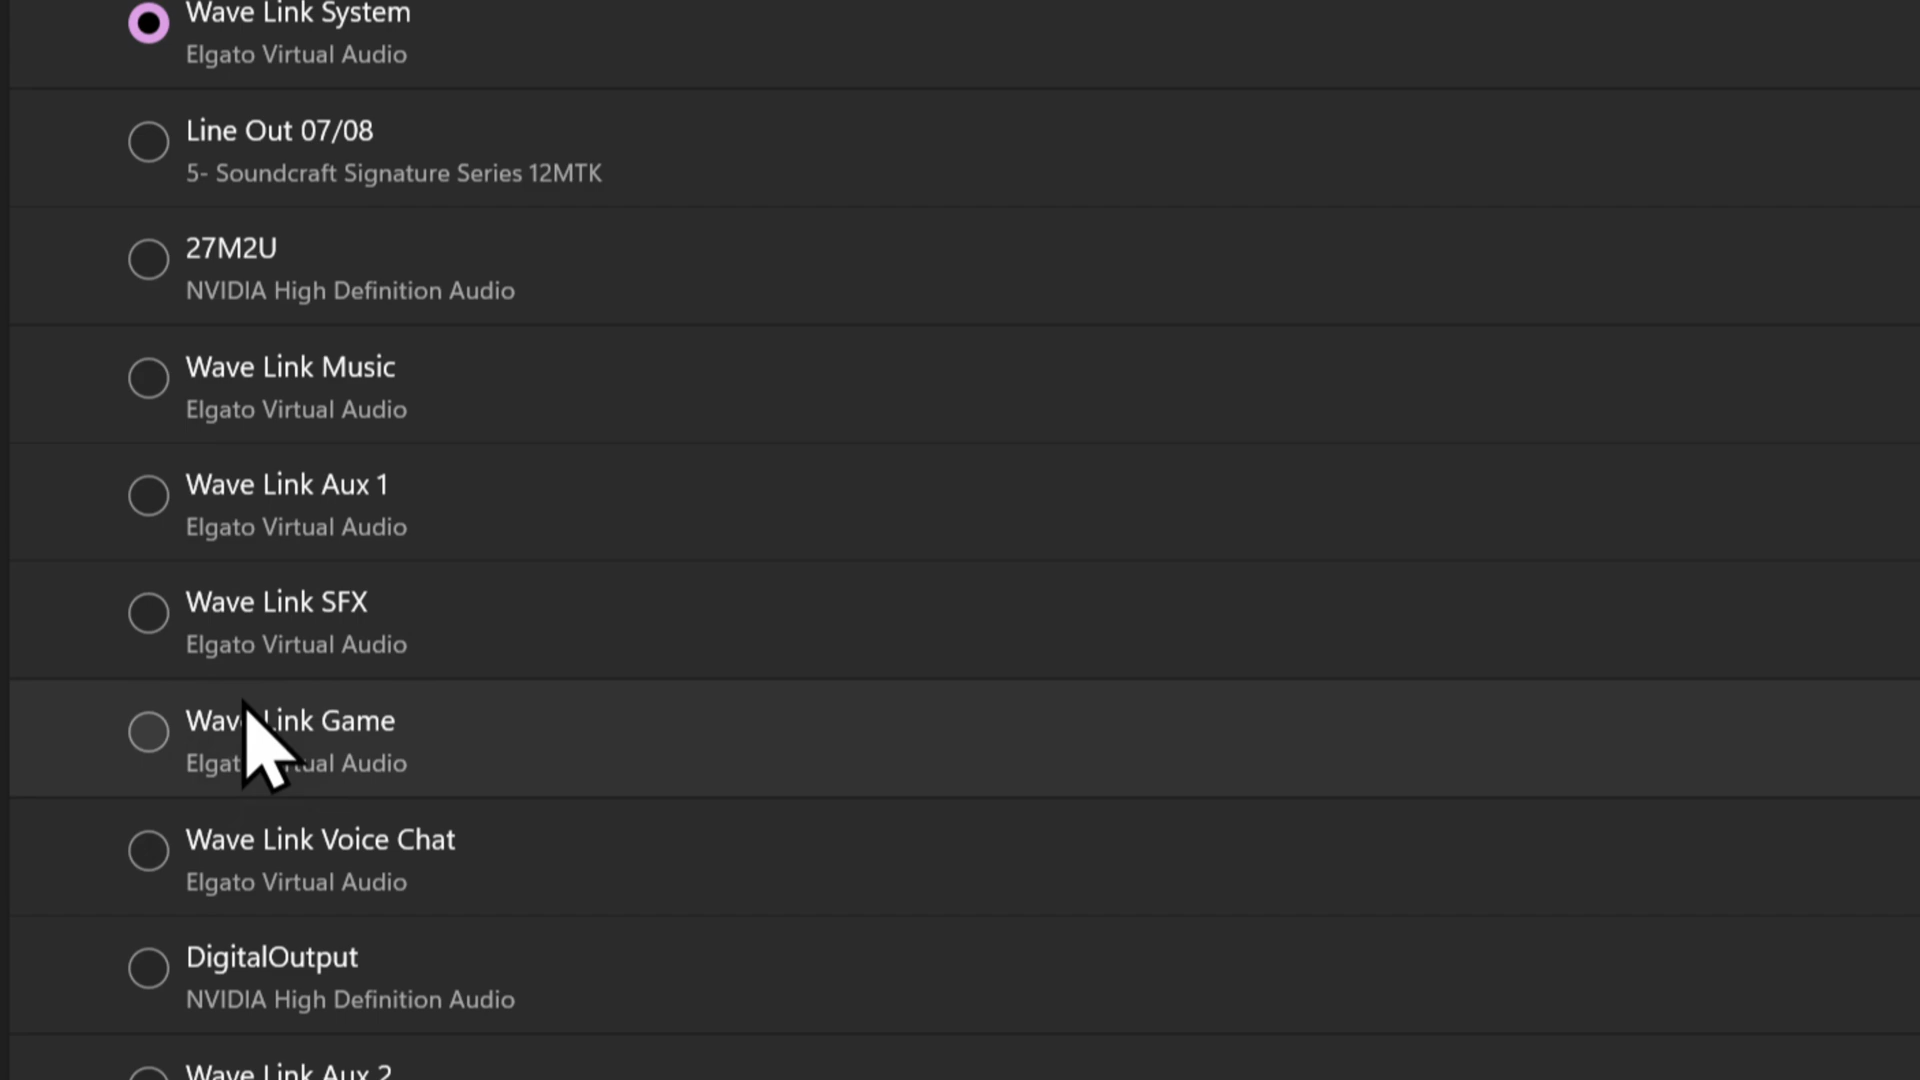 Wave Link System
Elgato Virtual Audio
Line Out 07/08
5- Soundcraft Signature Series 12MTK
27M2U
NVIDIA High Definition Audio
Wave Link Music
Elgato Virtual Audio
Wave Link Aux 1
Elgato Virtual Audio
Wave Link SFX
Elgato Virtual Audio
Wave Link Game
Elgato Virtual Audio
Wave Link Voice Chat
Elgato Virtual Audio
DigitalOutput
NVIDIA High Definition Audio
Wave Link Aux 2